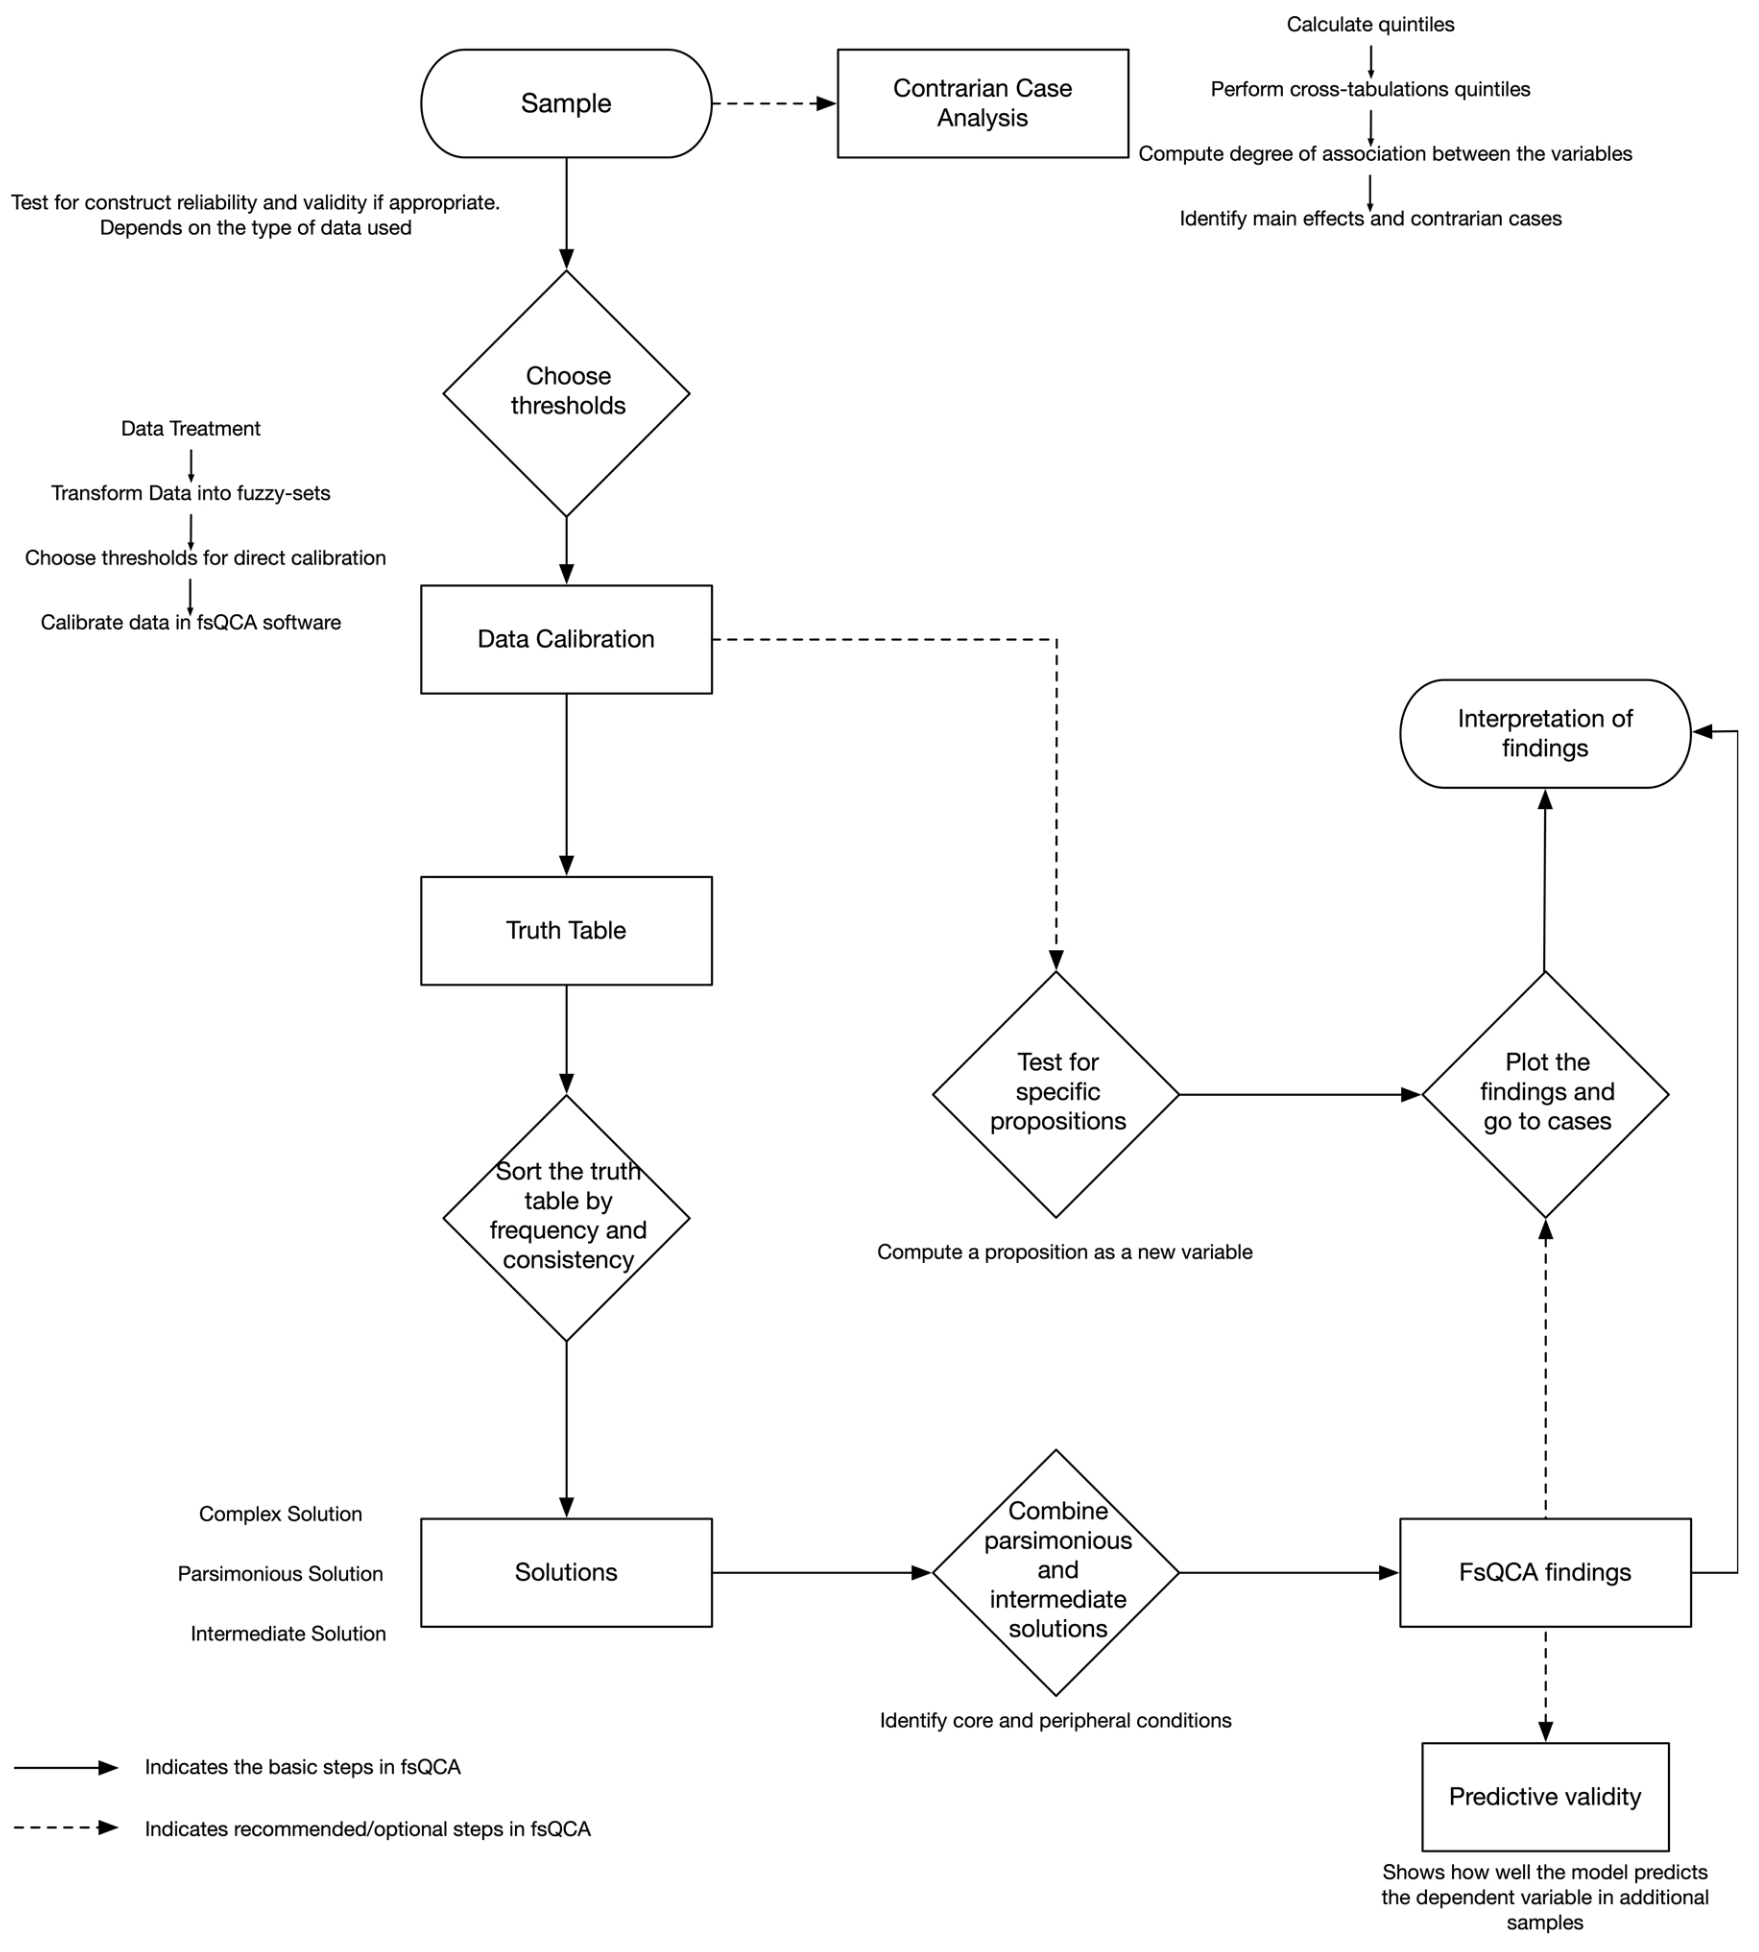 Calculate quintiles
Sample
Contrarian Case
Analysis
Perform cross-tabulations quintiles
Compute degree of association between the variables
Identify main effects and contrarian cases
Test for construct reliability and validity if appropriate.
Depends on the type of data used
Choose
thresholds
Data Treatment
Transform Data into fuzzy-sets
Choose thresholds for direct calibration
Calibrate data in fsQCA software
Data Calibration
Interpretation of
findings
Truth Table
Test for
specific
propositions
Plot the
findings and
go to cases
Sort the truth
table by
frequency and
consistency
Compute a proposition as a new variable
Complex Solution
Parsimonious Solution
Intermediate Solution
Solutions
Combine
parsimonious
and
intermediate
solutions
FsQCA findings
Identify core and peripheral conditions
Indicates the basic steps in fsQCA
Indicates recommended/optional steps in fsQCA
Predictive validity
Shows how well the model predicts
the dependent variable in additional
samples